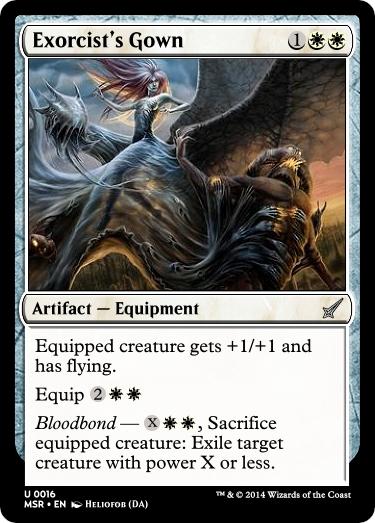 Exorcist's Gown 1
Artifact — Equipment
Equipped creature gets +1/+1 and
has flying.
Equip 2
Bloodbond — X, Sacrifice
equipped creature: Exile target
creature with power X or less.
U 0016
MSR • EN HELIOFOB (DA)
™ & © 2014 Wizards of the Coast